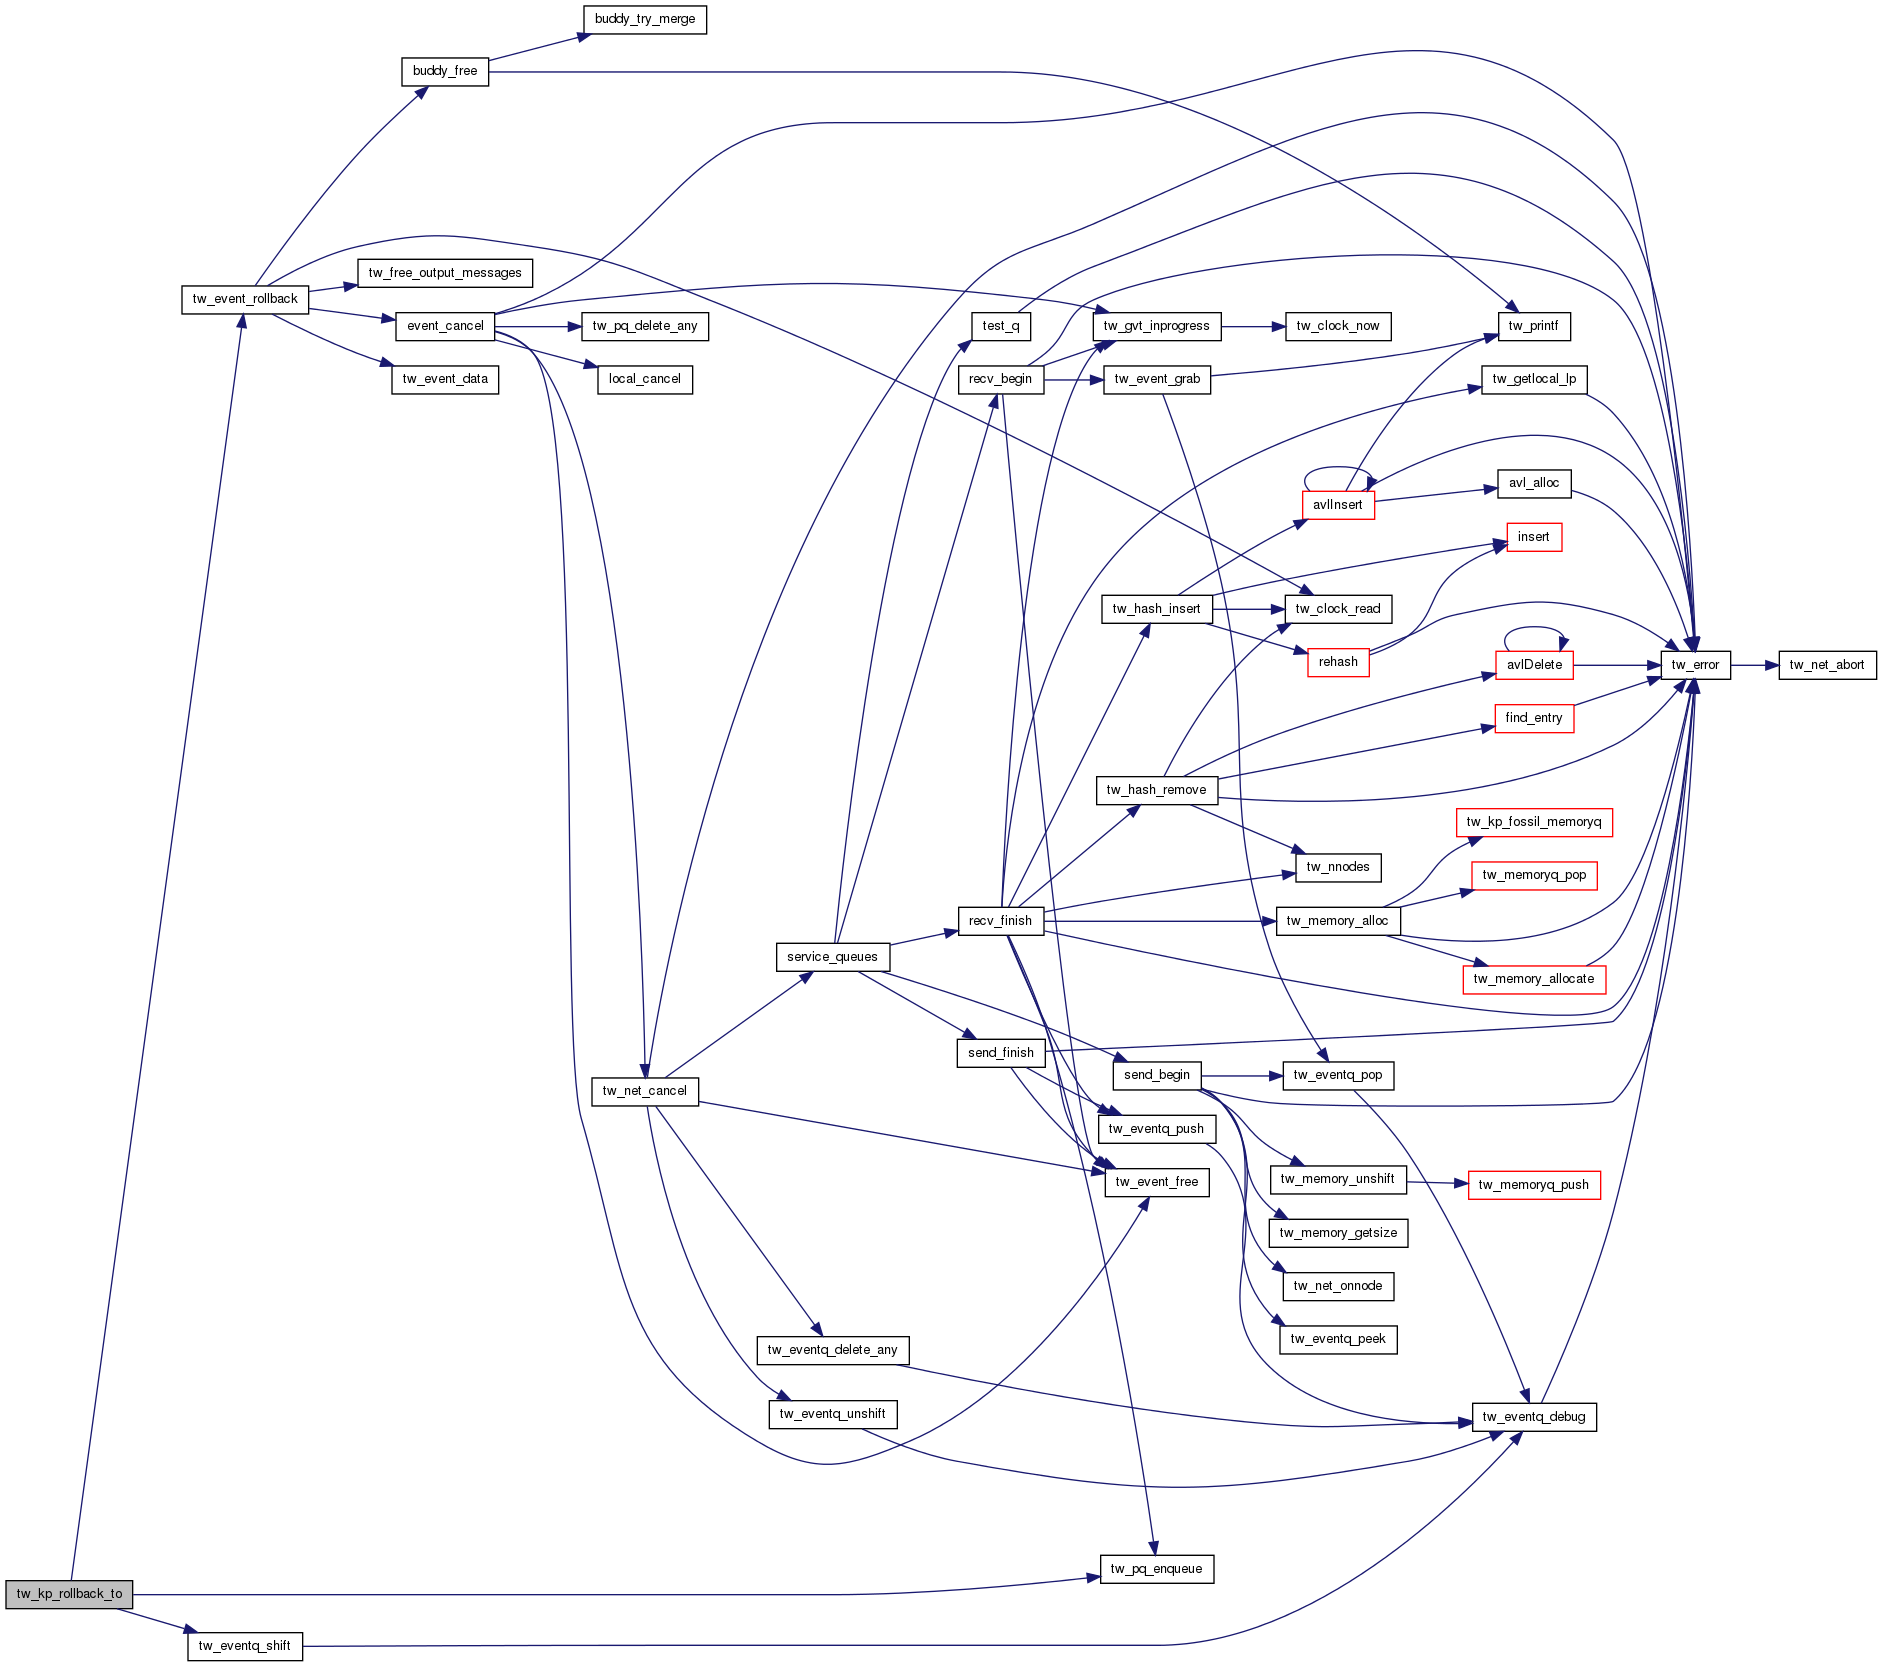 buddy_try_merge
buddy_free
tw_free_output_messages
tw_event_rollback
event_cancel
tw_pq_delete_any
test_q
tw_gvt_inprogress
tw_clock_now
tw_printf
tw_event_data
local_cancel
recv_begin
tw_event_grab
tw_getlocal_lp
avl_alloc
avlInsert
insert
tw_hash_insert
tw_clock_read
rehash
avlDelete
tw_error
tw_net_abort
find_entry
tw_hash_remove
tw_kp_fossil_memoryq
tw_nnodes
tw_memoryq_pop
recv_finish
tw_memory_alloc
service_queues
tw_memory_allocate
send_finish
send_begin
tw_eventq_pop
tw_net_cancel
tw_eventq_push
tw_event_free
tw_memory_unshift
tw_memoryq_push
tw_memory_getsize
tw_net_onnode
tw_eventq_peek
tw_eventq_delete_any
tw_eventq_unshift
tw_eventq_debug
tw_pq_enqueue
tw_kp_rollback_to
tw_eventq_shift